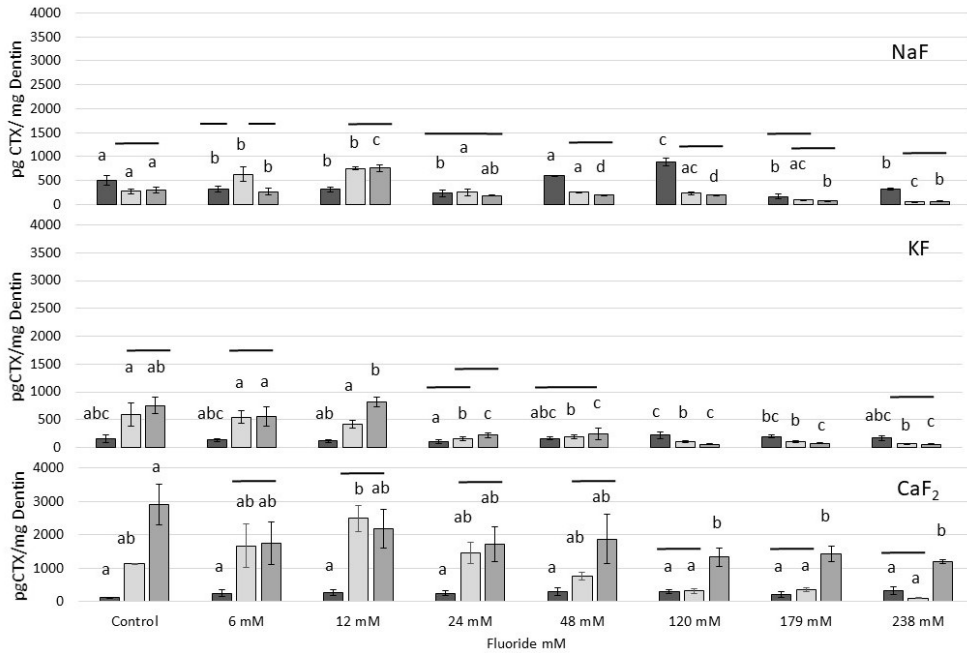 4000
3500
3000
2500
2000
1500
1000
500
0
pg CTX/ mg Dentin
NaF
a a a
b b b
b b c
b a ab
a a d
c ac d
b ac b
b c b
4000
3500
3000
2500
2000
1500
1000
500
0
pgCTX/mg Dentin
KF
abc a ab
abc a a
ab a b
a b c
abc b c
c b c
bc b c
abc b c
4000
3000
2000
1000
0
pgCTX/mg Dentin
CaF₂
a ab a
a ab ab
a b ab
a ab ab
a ab ab
a a b
a a b
a a b
Control 6 mM 12 mM 24 mM 48 mM 120 mM 179 mM 238 mM
Fluoride mM